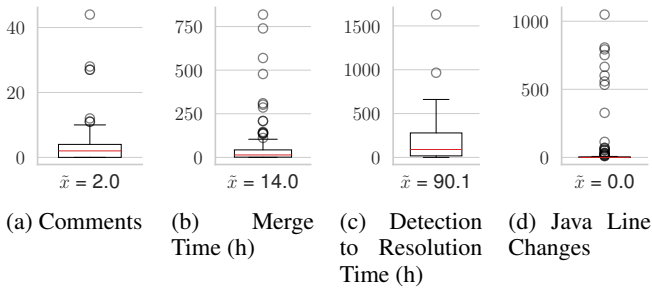 40
20
0
x̃ = 2.0
(a) Comments
750
500
250
0
x̃ = 14.0
(b) Merge
Time (h)
1500
1000
500
0
x̃ = 90.1
(c) Detection
to Resolution
Time (h)
1000
500
0
x̃ = 0.0
(d) Java Line
Changes